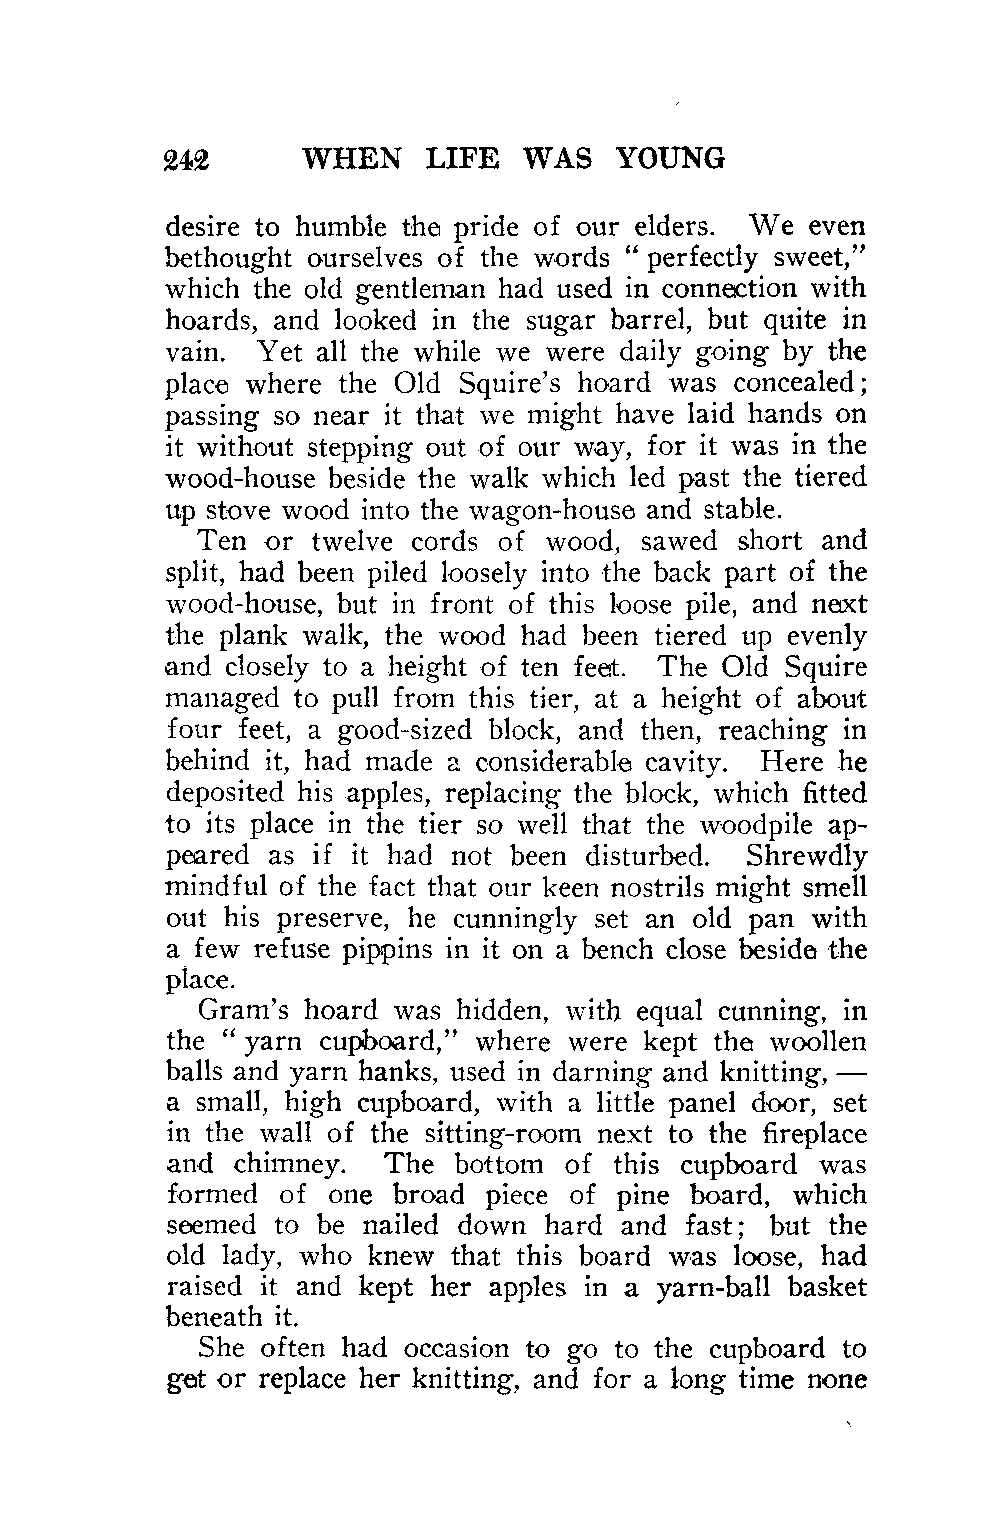 242 WHEN LIFE WAS YOUNG
desire to humble the pride of our elders. We even
bethought ourselves of the words “ perfectly sweet,”
which the old gentleman had used in connection with
hoards, and looked in the sugar barrel, but quite in
vain. Yet all the while we were daily going by the
place where the Old Squire’s hoard was concealed;
passing so near it that we might have laid hands on
it without stepping out of our way, for it was in the
wood-house beside the walk which led past the tiered
up stove wood into the wagon-house and stable.
Ten or twelve cords of wood, sawed short and
split, had been piled loosely into the back part of the
wood-house, but in front of this loose pile, and next
the plank walk, the wood had been tiered up evenly
and closely to a height of ten feet. The Old Squire
managed to pull from this tier, at a height of about
four feet, a good-sized block, and then, reaching in
behind it, had made a considerable cavity. Here he
deposited his apples, replacing the block, which fitted
to its place in the tier so well that the woodpile ap-
peared as if it had not been disturbed. Shrewdly
mindful of the fact that our keen nostrils might smell
out his preserve, he cunningly set an old pan with
a few refuse pippins in it on a bench close beside the
place.
Gram’s hoard was hidden, with equal cunning, in
the “ yarn cupboard,” where were kept the woollen
balls and yarn hanks, used in darning and knitting, —
a small, high cupboard, with a little panel door, set
in the wall of the sitting-room next to the fireplace
and chimney. The bottom of this cupboard was
formed of one broad piece of pine board, which
seemed to be nailed down hard and fast; but the
old lady, who knew that this board was loose, had
raised it and kept her apples in a yarn-ball basket
beneath it.
She often had occasion to go to the cupboard to
get or replace her knitting, and for a long time none